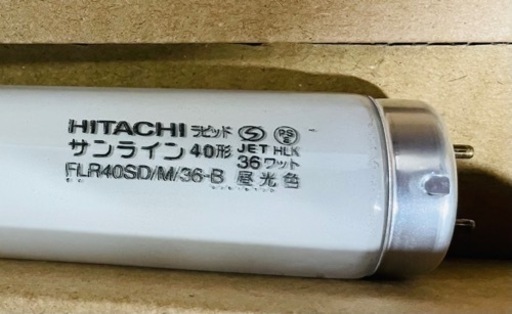 HITACHI ラピッド S PS E
サンライン 40形 JET HLK
36ワット
FLR40SD/M/36-B 昼光色